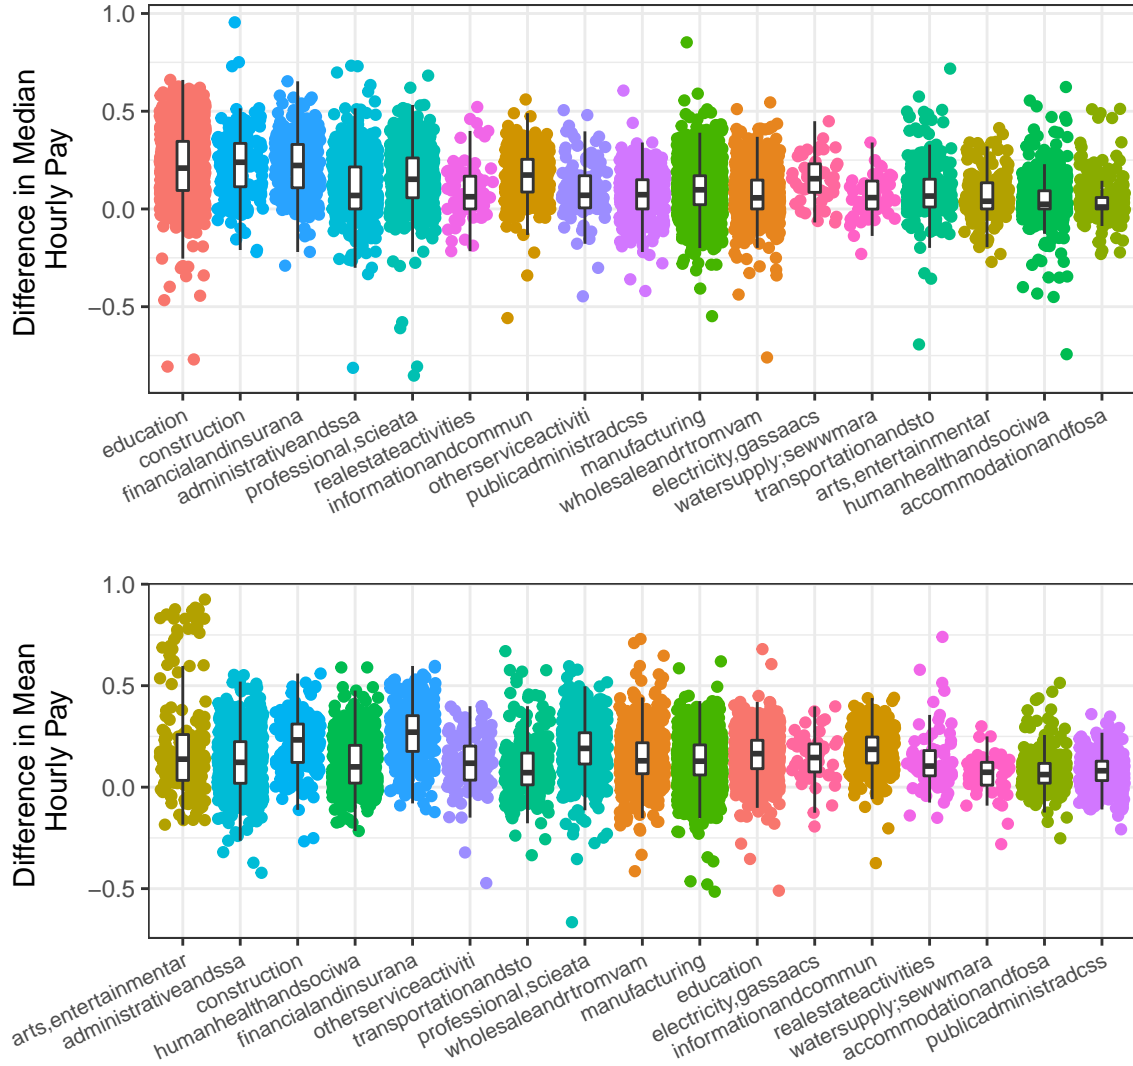 1.0
0.5
0.0
−0.5
Difference in Median
Hourly Pay
education
construction
financialandinsurana
administrativeandssa
professional,scieata
realestateactivities
informationandcommun
otherserviceactiviti
publicadministradcss
manufacturing
wholesaleandrtromvam
electricity,gassaacs
watersupply;sewwmara
transportationandsto
arts,entertainmentar
humanhealthandsociwa
accommodationandfosa
1.0
0.5
0.0
−0.5
Difference in Mean
Hourly Pay
arts,entertainmentar
administrativeandssa
construction
humanhealthandsociwa
financialandinsurana
otherserviceactiviti
transportationandsto
professional,scieata
wholesaleandrtromvam
manufacturing
education
electricity,gassaacs
informationandcommun
realestateactivities
watersupply;sewwmara
accommodationandfosa
publicadministradcss